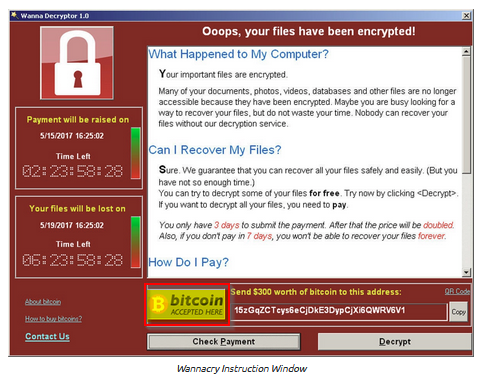 Wanna Decryptor 1.0
Ooops, your files have been encrypted!
Payment will be raised on
5/15/2017 16:25:02
Time Left
02:23:58:28
Your files will be lost on
5/19/2017 16:25:02
Time Left
06:23:58:28
About bitcoin
How to buy bitcoins?
Contact Us
What Happened to My Computer?
Your important files are encrypted.
Many of your documents, photos, videos, databases and other files are no longer
accessible because they have been encrypted. Maybe you are busy looking for a
way to recover your files, but do not waste your time. Nobody can recover your
files without our decryption service.
Can I Recover My Files?
Sure. We guarantee that you can recover all your files safely and easily. (But you
have not so enough time.)
You can try to decrypt some of your files for free. Try now by clicking <Decrypt>.
If you want to decrypt all your files, you need to pay.
You only have 3 days to submit the payment. After that the price will be doubled.
Also, if you don't pay in 7 days, you won't be able to recover your files forever.
How Do I Pay?
bitcoin
ACCEPTED HERE
Send $300 worth of bitcoin to this address:
QR Code
15zGqZCTcys6eCjDkE3DypCjXi6QWRV6V1
Copy
Check Payment
Decrypt
Wannacry Instruction Window